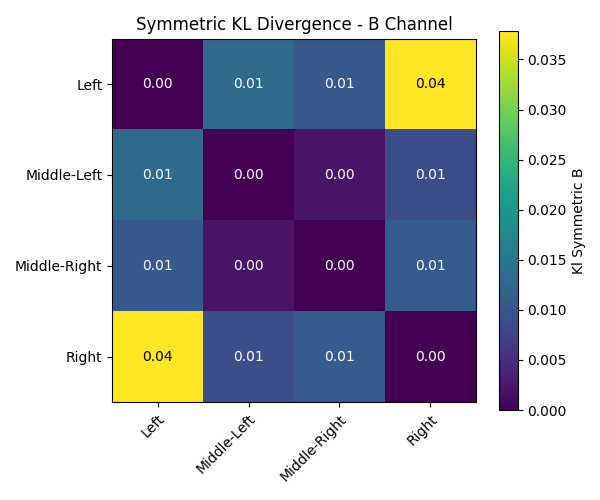 Symmetric KL Divergence - B Channel
Left 0.00 0.01 0.01 0.04
Middle-Left 0.01 0.00 0.00 0.01
Middle-Right 0.01 0.00 0.00 0.01
Right 0.04 0.01 0.01 0.00
Left Middle-Left Middle-Right Right
0.035
0.030
0.025
0.020
0.015
0.010
0.005
0.000
Kl Symmetric B